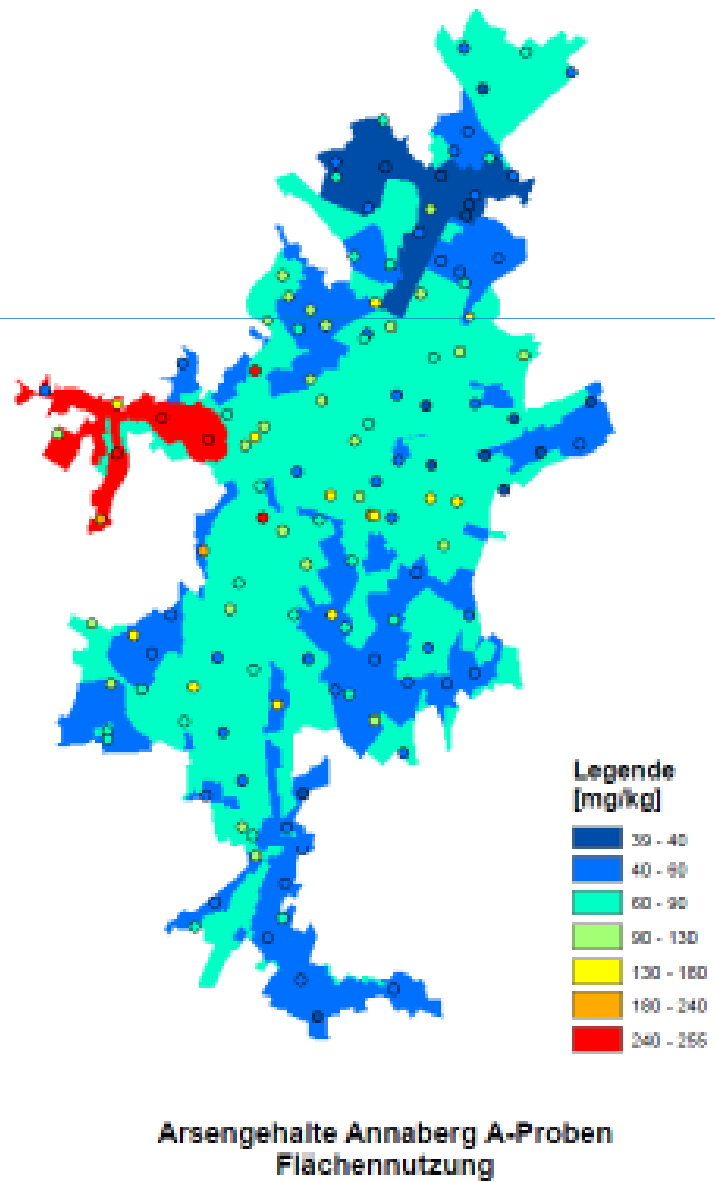 Legende
[mg/kg]
39 - 40
40 - 60
60 - 90
90 - 130
130 - 180
180 - 240
240 - 255
Arsengehalte Annaberg A-Proben
Flächennutzung